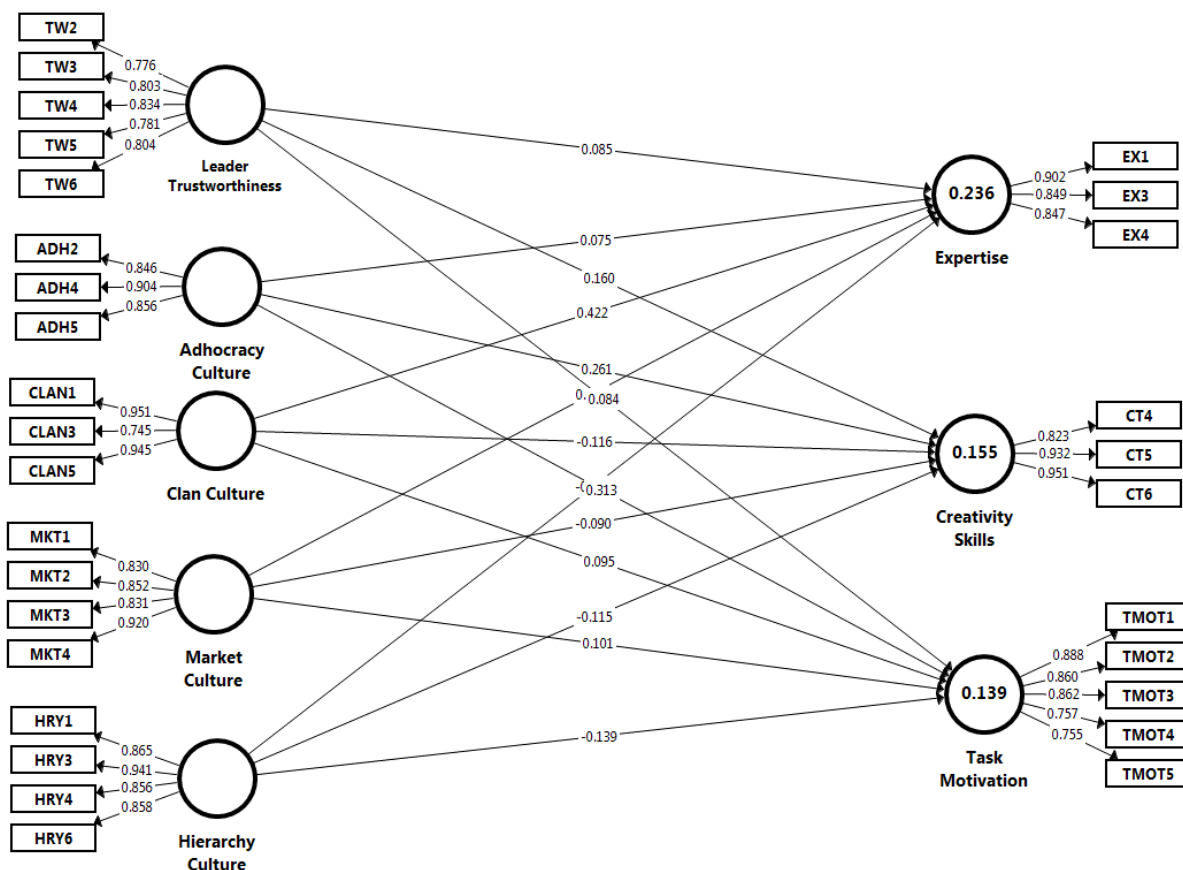 TW2
TW3
TW4
TW5
TW6
0.776
0.803
0.834
0.781
0.804
Leader
Trustworthiness
ADH2
ADH4
ADH5
0.846
0.904
0.856
Adhocracy
Culture
CLAN1
CLAN3
CLAN5
0.951
0.745
0.945
Clan Culture
MKT1
MKT2
MKT3
MKT4
0.830
0.852
0.831
0.920
Market
Culture
HRY1
HRY3
HRY4
HRY6
0.865
0.941
0.856
0.858
Hierarchy
Culture
0.085
0.075
0.160
0.422
0.261
0.084
-0.116
0.313
-0.090
0.095
-0.115
0.101
-0.139
0.236
Expertise
0.902
0.849
0.847
EX1
EX3
EX4
0.155
Creativity
Skills
0.823
0.932
0.951
CT4
CT5
CT6
0.139
Task
Motivation
0.888
0.860
0.862
0.757
0.755
TMOT1
TMOT2
TMOT3
TMOT4
TMOT5